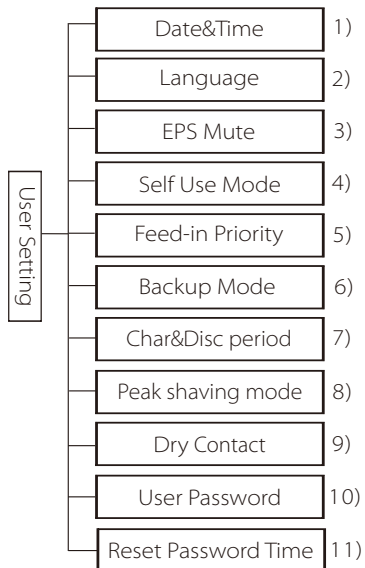 User Setting
Date&Time 1)
Language 2)
EPS Mute 3)
Self Use Mode 4)
Feed-in Priority 5)
Backup Mode 6)
Char&Disc period 7)
Peak shaving mode 8)
Dry Contact 9)
User Password 10)
Reset Password Time 11)